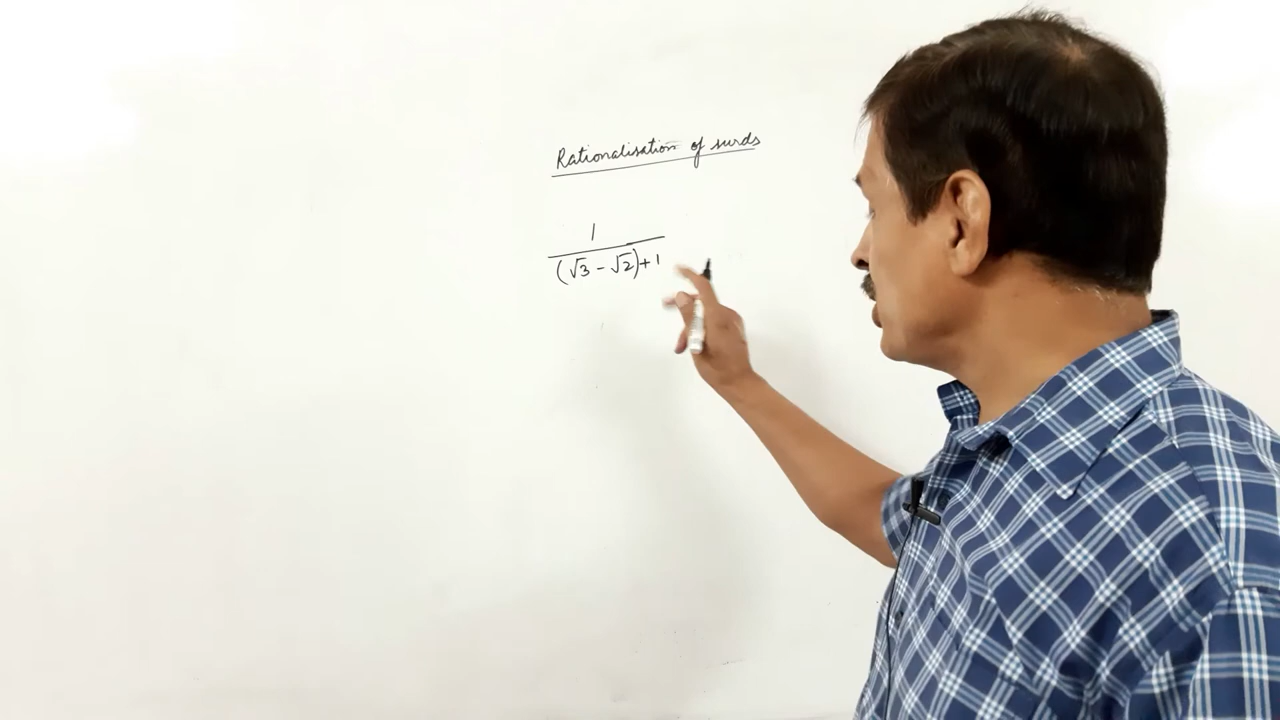 Rationalisation of surds
1
(√3 - √2)+1